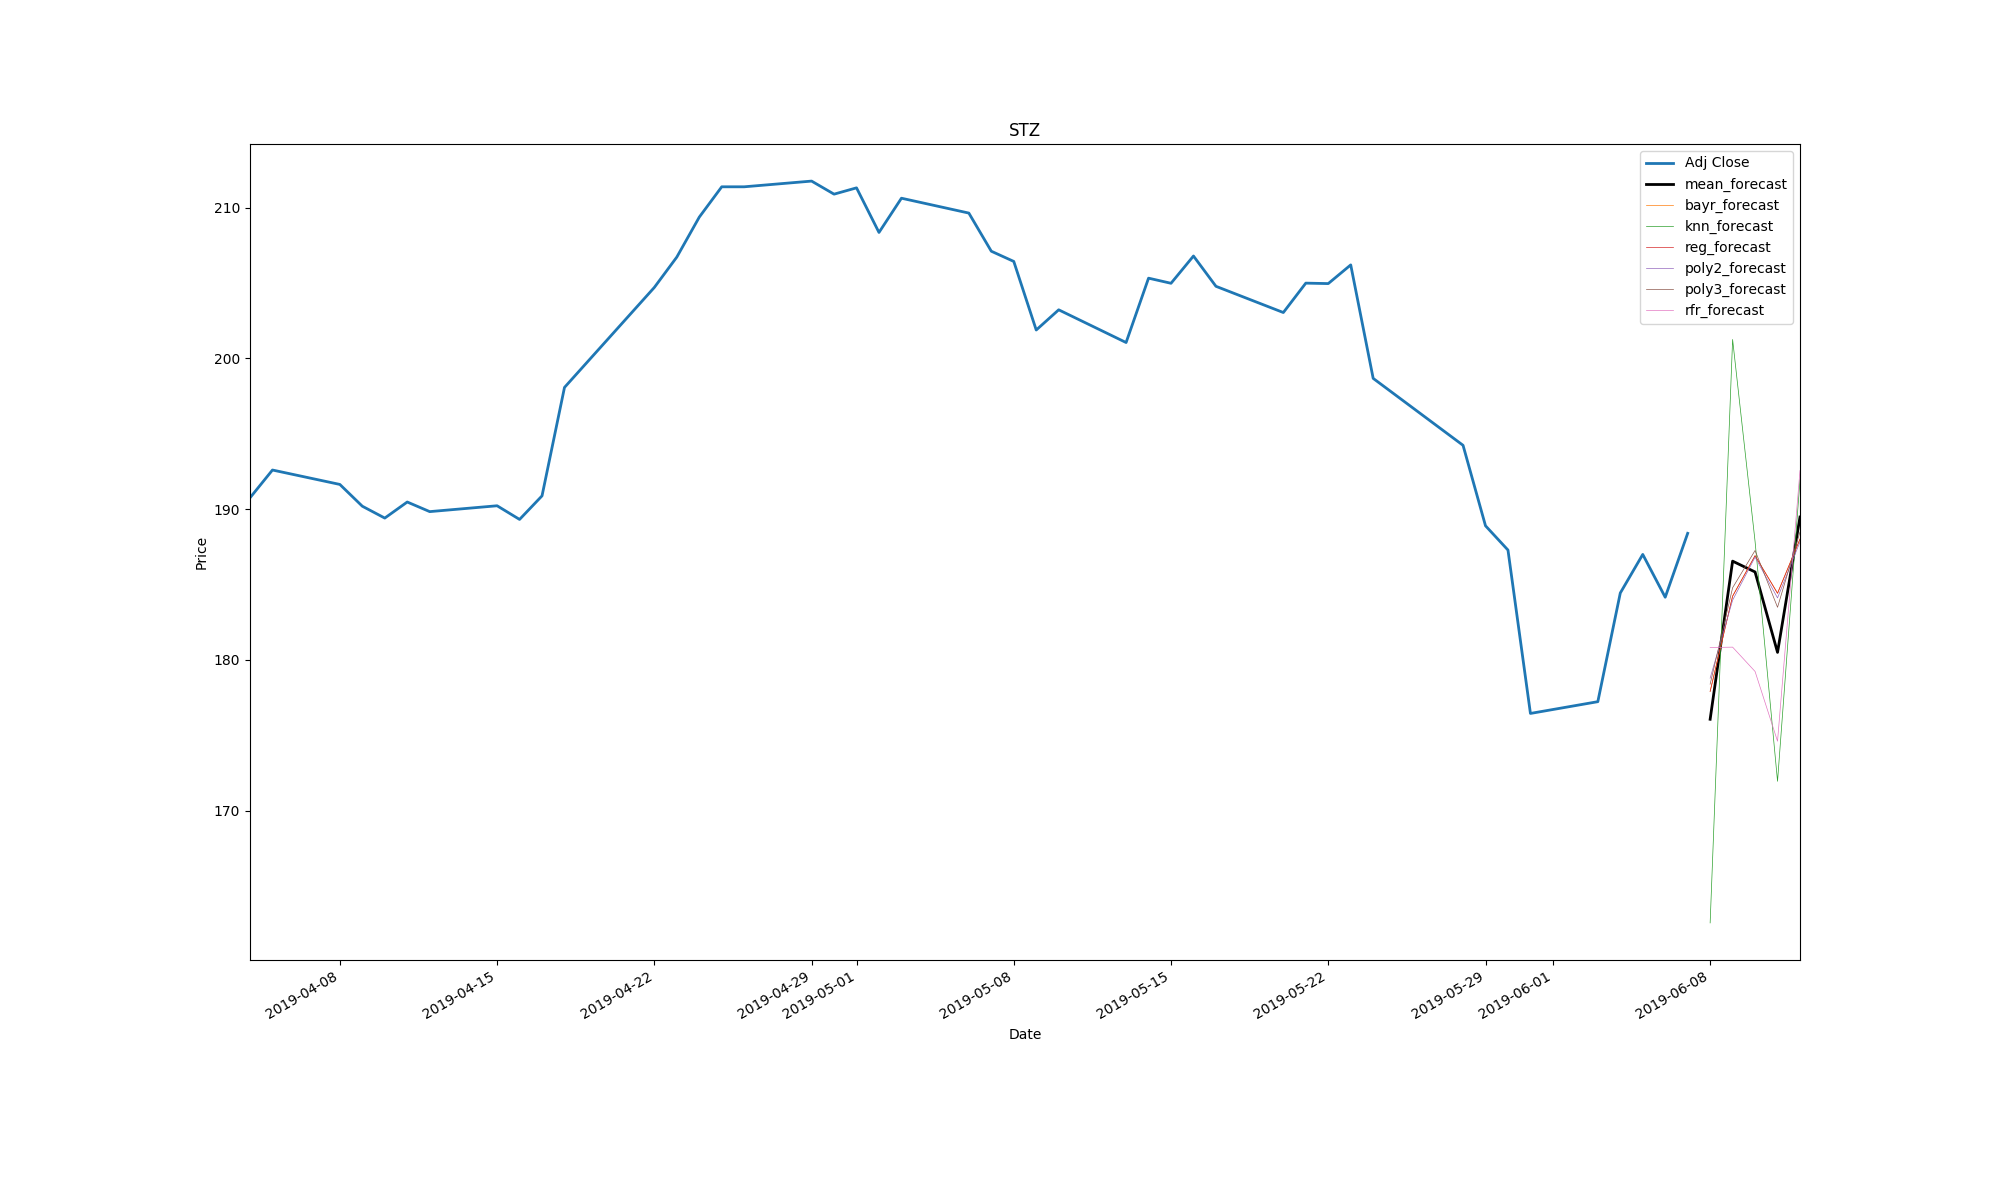 STZ
Adj Close
mean_forecast
bayr_forecast
knn_forecast
reg_forecast
poly2_forecast
poly3_forecast
rfr_forecast
210
200
190
180
170
Price
2019-04-08
2019-04-15
2019-04-22
2019-04-29
2019-05-01
2019-05-08
2019-05-15
2019-05-22
2019-05-29
2019-06-01
2019-06-08
Date